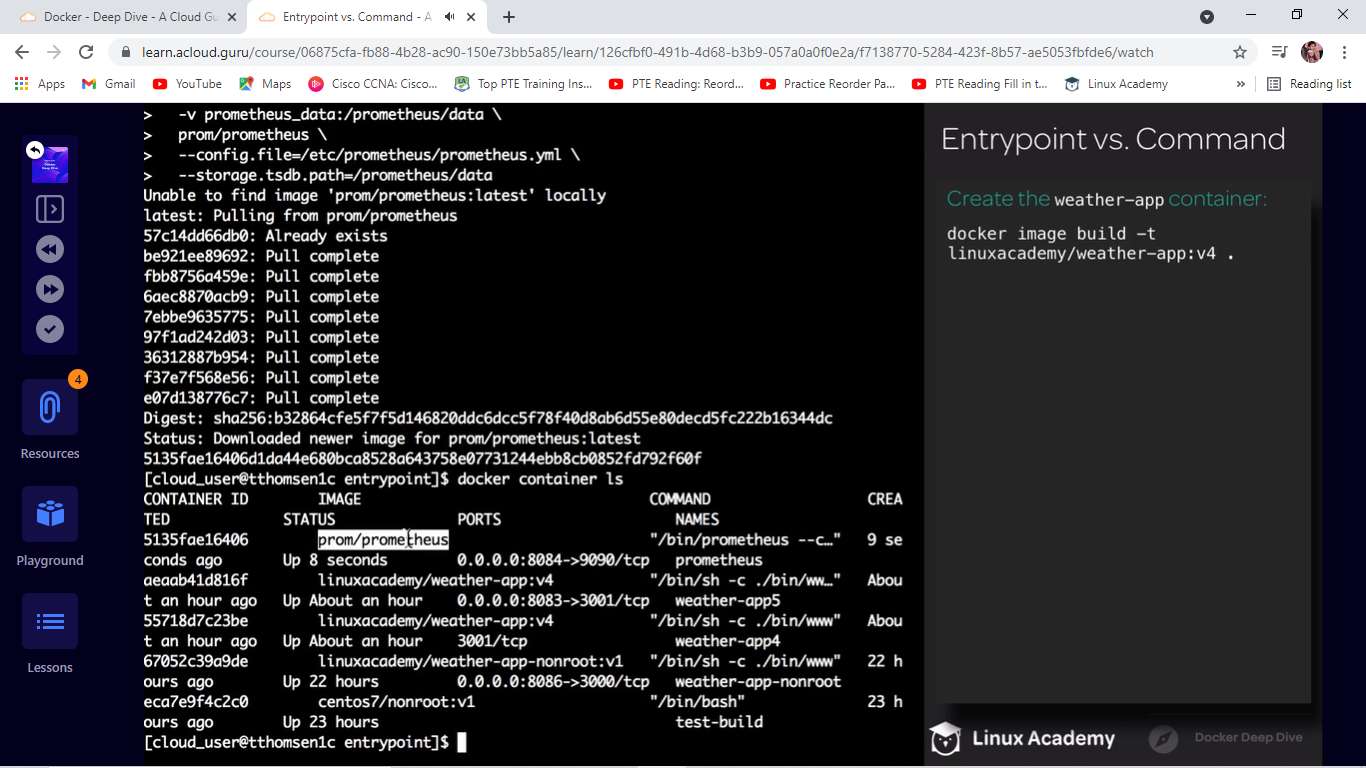 Docker - Deep Dive - A Cloud Gu
Entrypoint vs. Command - A
learn.acloud.guru/course/06875cfa-fb88-4b28-ac90-150e73bb5a85/learn/126cfbf0-491b-4d68-b3b9-057a0a0f0e2a/f7138770-5284-423f-8b57-ae5053fbfde6/watch
Apps
Gmail
YouTube
Maps
Cisco CCNA: Cisco...
Top PTE Training Ins...
PTE Reading: Reord...
Practice Reorder Pa...
PTE Reading Fill in t...
Linux Academy
»
Reading list
4
Resources
Playground
Lessons
> -v prometheus_data:/prometheus/data \
> prom/prometheus \
> --config.file=/etc/prometheus/prometheus.yml \
> --storage.tsdb.path=/prometheus/data
Unable to find image 'prom/prometheus:latest' locally
latest: Pulling from prom/prometheus
57c14dd66db0: Already exists
be921ee89692: Pull complete
fbb8756a459e: Pull complete
6aec8870acb9: Pull complete
7ebbe9635775: Pull complete
97f1ad242d03: Pull complete
36312887b954: Pull complete
f37e7f568e56: Pull complete
e07d138776c7: Pull complete
Digest: sha256:b32864cfe5f7f5d146820ddc6dcc5f78f40d8ab6d55e80decd5fc222b16344dc
Status: Downloaded newer image for prom/prometheus:latest
5135fae16406d1da44e680bca8528a643758e07731244ebb8cb0852fd792f60f
[cloud_user@tthomsen1c entrypoint]$ docker container ls
CONTAINER ID IMAGE COMMAND CREA
TED STATUS PORTS NAMES
5135fae16406 prom/prometheus "/bin/prometheus --c…" 9 se
conds ago Up 8 seconds 0.0.0.0:8084->9090/tcp prometheus
aeaab41d816f linuxacademy/weather-app:v4 "/bin/sh -c ./bin/ww…" Abou
t an hour ago Up About an hour 0.0.0.0:8083->3001/tcp weather-app5
55718d7c23be linuxacademy/weather-app:v4 "/bin/sh -c ./bin/www" Abou
t an hour ago Up About an hour 3001/tcp weather-app4
67052c39a9de linuxacademy/weather-app-nonroot:v1 "/bin/sh -c ./bin/www" 22 h
ours ago Up 22 hours 0.0.0.0:8086->3000/tcp weather-app-nonroot
eca7e9f4c2c0 centos7/nonroot:v1 "/bin/bash" 23 h
ours ago Up 23 hours test-build
[cloud_user@tthomsen1c entrypoint]$
Entrypoint vs. Command
Create the weather-app container:
docker image build -t
linuxacademy/weather-app:v4 .
Linux Academy
Docker Deep Dive